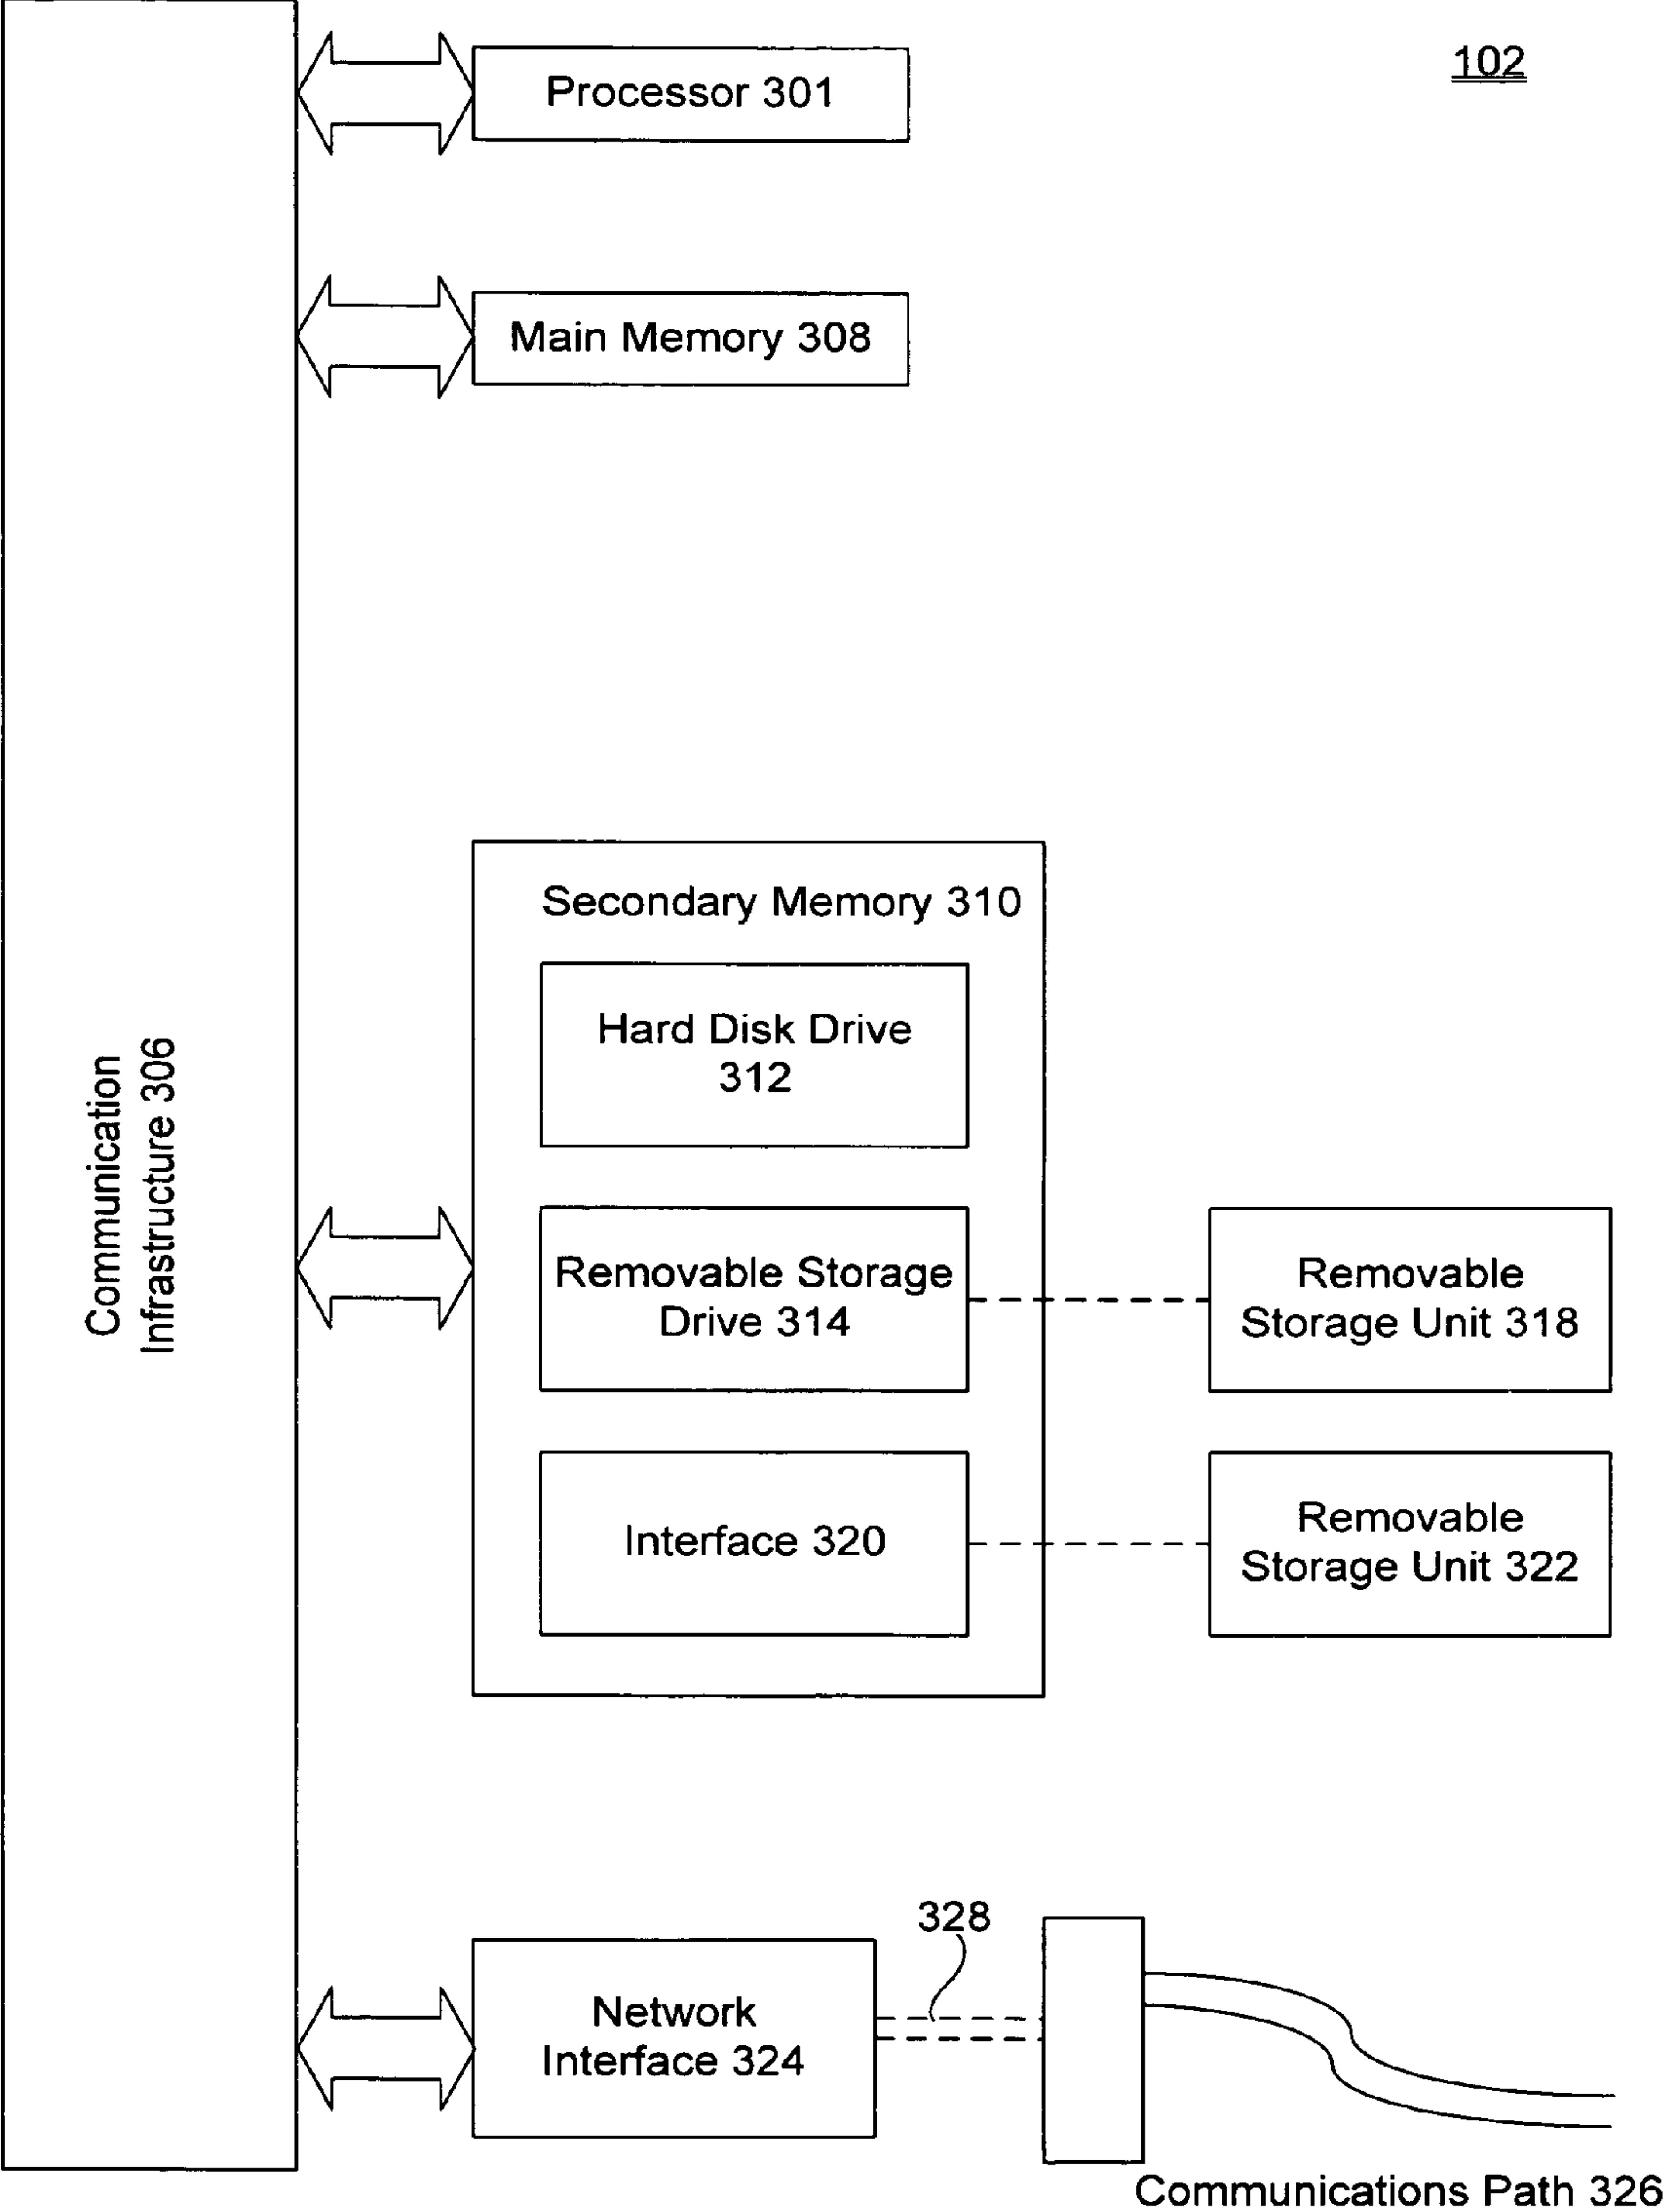 102
Processor 301
Main Memory 308
Communication
Infrastructure 306
Secondary Memory 310
Hard Disk Drive
312
Removable Storage
Drive 314
Removable
Storage Unit 318
Interface 320
Removable
Storage Unit 322
328
Network
Interface 324
Communications Path 326